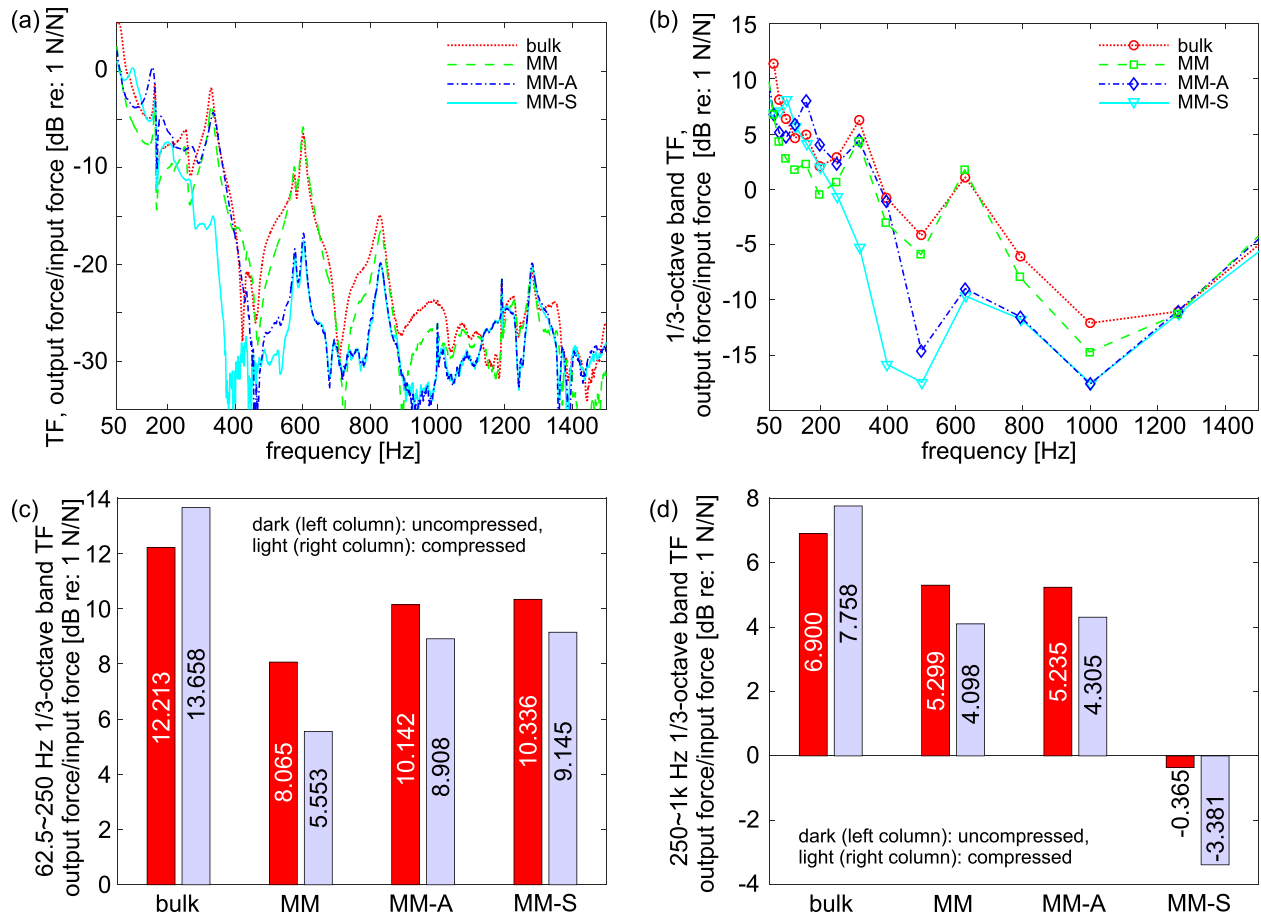 (a)
TF, output force/input force [dB re: 1 N/N]
0
-10
-20
-30
50 200 400 600 800 1000 1200 1400
frequency [Hz]
bulk
MM
MM-A
MM-S
(b)
1/3-octave band TF,
output force/input force [dB re: 1 N/N]
15
10
5
0
-5
-10
-15
50 200 400 600 800 1000 1200 1400
frequency [Hz]
bulk
MM
MM-A
MM-S
(c)
62.5~250 Hz 1/3-octave band TF
output force/input force [dB re: 1 N/N]
14
12
10
8
6
4
2
0
dark (left column): uncompressed,
light (right column): compressed
12.213
13.658
8.065
5.553
10.142
8.908
10.336
9.145
bulk MM MM-A MM-S
(d)
250~1k Hz 1/3-octave band TF
output force/input force [dB re: 1 N/N]
8
6
4
2
0
-2
-4
6.900
7.758
5.299
4.098
5.235
4.305
-0.365
-3.381
dark (left column): uncompressed,
light (right column): compressed
bulk MM MM-A MM-S